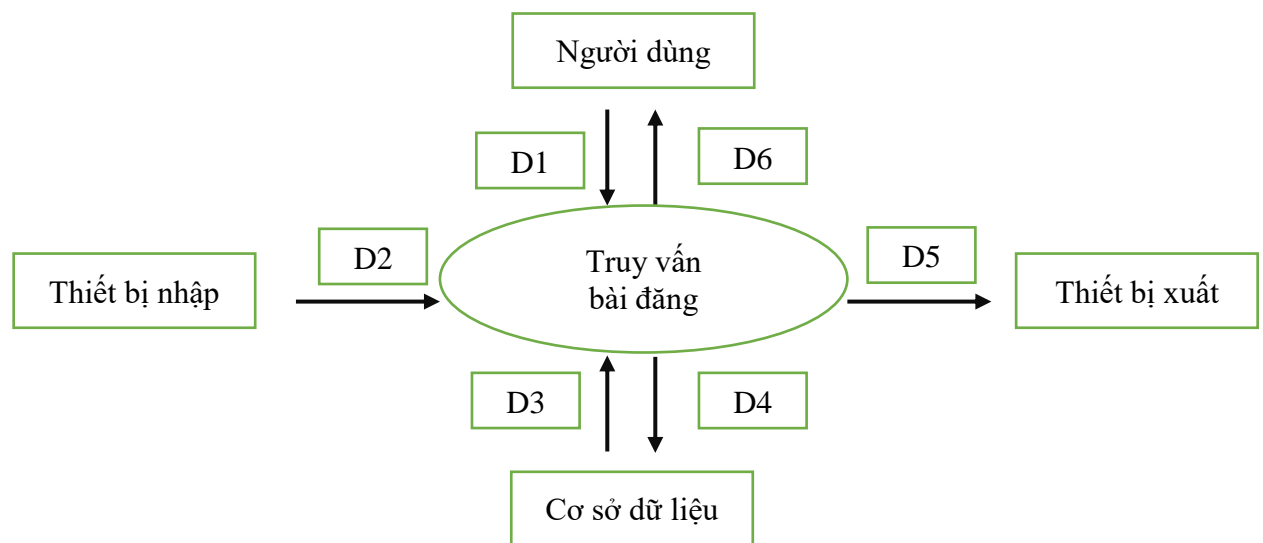 Người dùng
D1
D6
D2
D5
Thiết bị nhập
Truy vấn
bài đăng
Thiết bị xuất
D3
D4
Cơ sở dữ liệu